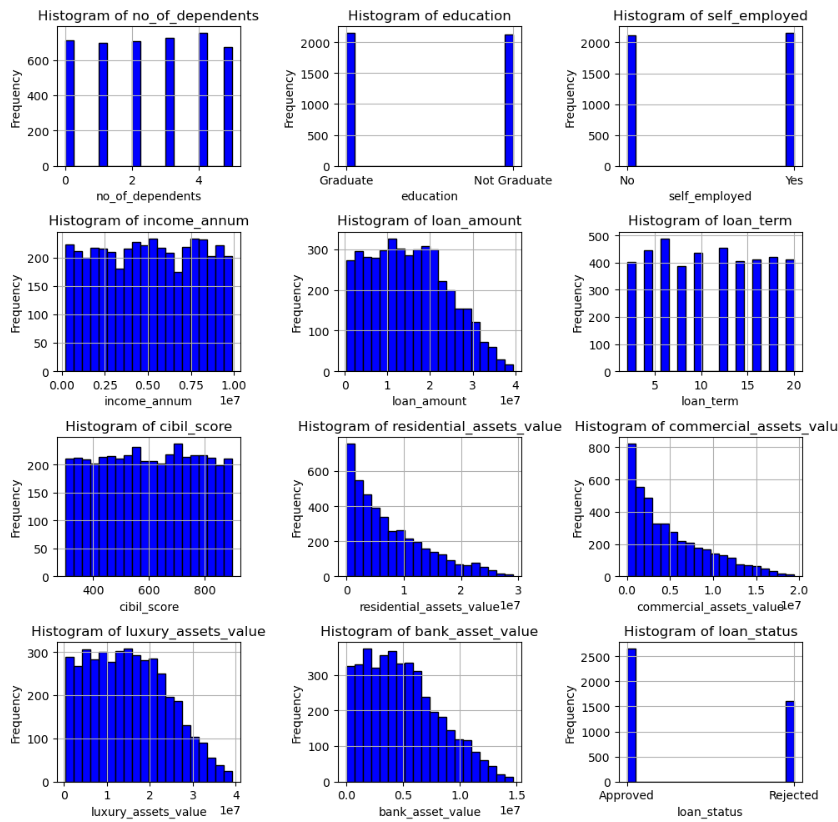 Histogram of no_of_dependents
Frequency
600
400
200
0
0 2 4
no_of_dependents
Histogram of education
Frequency
2000
1500
1000
500
0
Graduate Not Graduate
education
Histogram of self_employed
Frequency
2000
1500
1000
500
0
No Yes
self_employed
Histogram of income_annum
Frequency
200
150
100
50
0
0.00 0.25 0.50 0.75 1.00
1e7
income_annum
Histogram of loan_amount
Frequency
300
200
100
0
0 1 2 3 4
1e7
loan_amount
Histogram of loan_term
Frequency
500
400
300
200
100
0
5 10 15 20
loan_term
Histogram of cibil_score
Frequency
200
150
100
50
0
400 600 800
cibil_score
Histogram of residential_assets_value
Frequency
600
400
200
0
0 1 2 3
1e7
residential_assets_value
Histogram of commercial_assets_valu
Frequency
800
600
400
200
0
0.0 0.5 1.0 1.5 2.0
1e7
commercial_assets_value
Histogram of luxury_assets_value
Frequency
300
200
100
0
0 1 2 3 4
1e7
luxury_assets_value
Histogram of bank_asset_value
Frequency
300
200
100
0
0.0 0.5 1.0 1.5
1e7
bank_asset_value
Histogram of loan_status
Frequency
2500
2000
1500
1000
500
0
Approved Rejected
loan_status